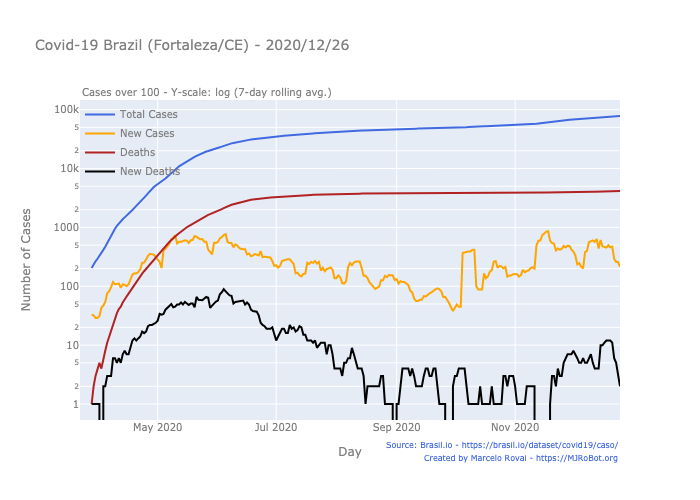 Covid-19 Brazil (Fortaleza/CE) - 2020/12/26
Cases over 100 - Y-scale: log (7-day rolling avg.)
Total Cases
New Cases
Deaths
New Deaths
Number of Cases
100k
5
2
10k
5
2
1000
5
2
100
5
2
10
5
2
1
May 2020
Jul 2020
Sep 2020
Nov 2020
Day
Source: Brasil.io - https://brasil.io/dataset/covid19/caso/
Created by Marcelo Rovai - https://MJRoBot.org